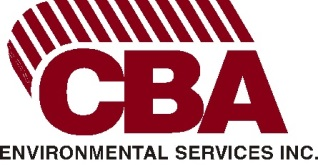 CBA
ENVIRONMENTAL SERVICES INC.